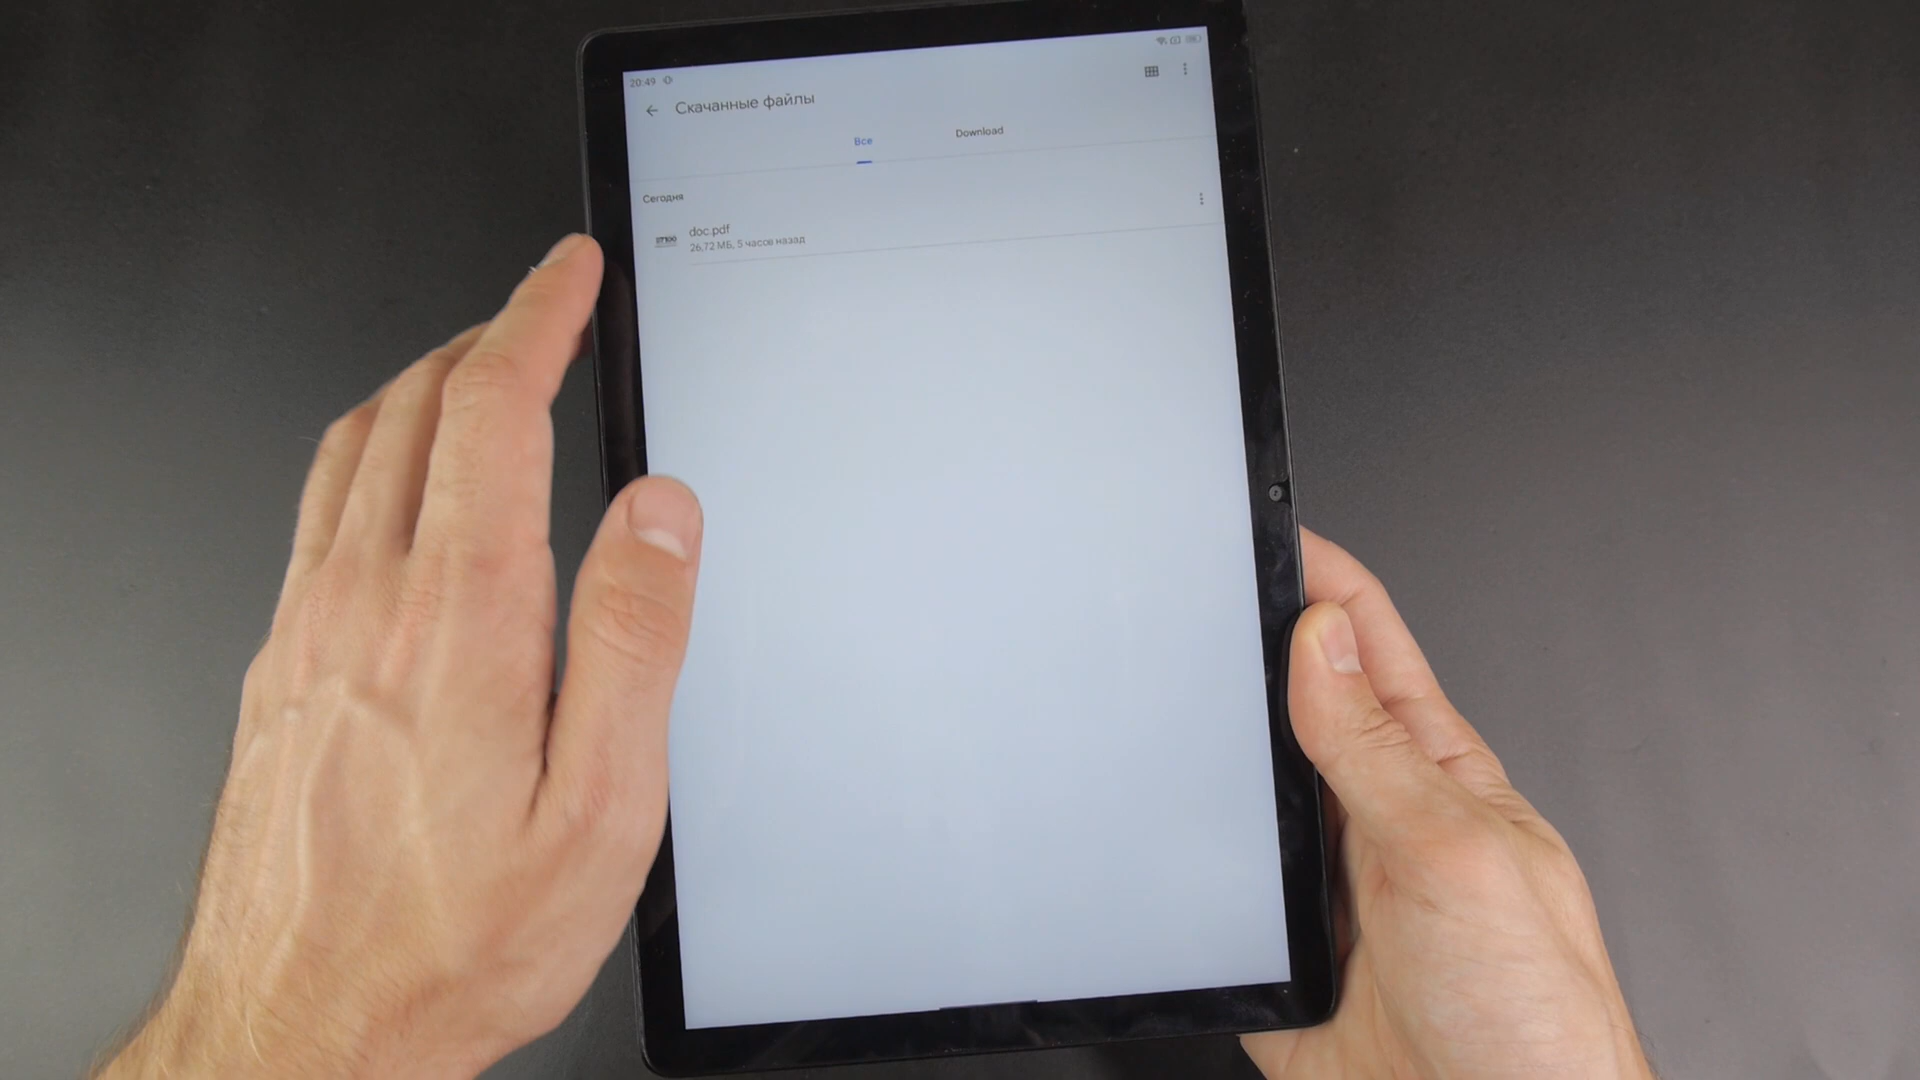 20:49
Скачанные файлы
Все
Download
Сегодня
doc.pdf
26,72 МБ, 5 часов назад